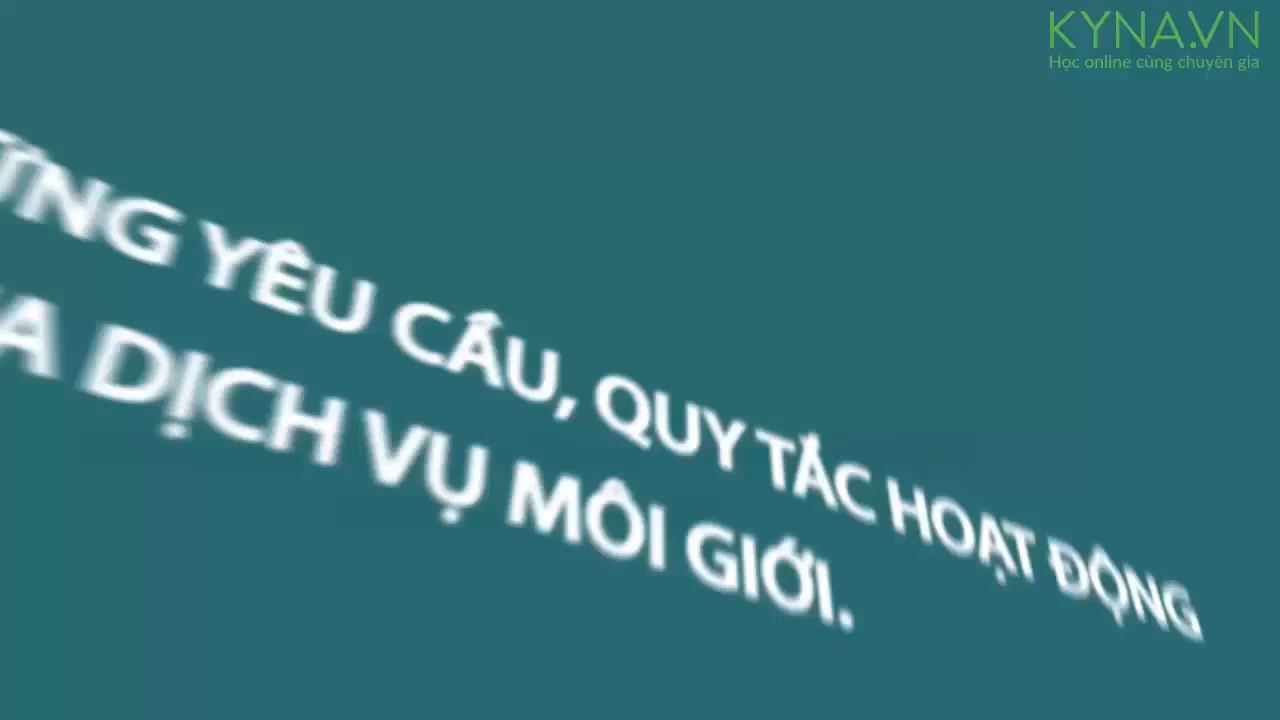 KYNA.VN
Học online cùng chuyên gia
YÊU CẦU, QUY TẮC HOẠT ĐỘNG
DỊCH VỤ MÔI GIỚI.